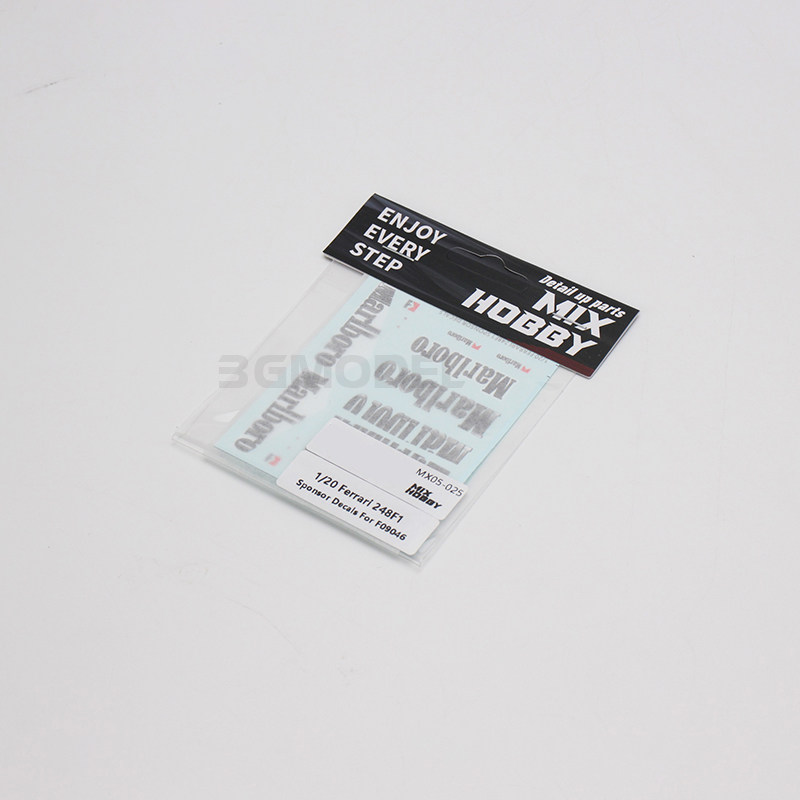 ENJOY
EVERY
STEP
Detail up parts
MIX
HOBBY
3GMODEL
Marlboro
Marlboro
Marlboro
Marlboro
Marlboro
Marlboro
MX05-025
MIX
HOBBY
1/20 Ferrari 248F1
Sponsor Decals For F09046